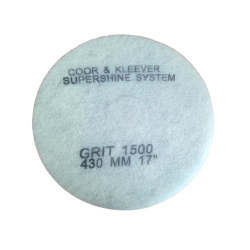 COOR & KLEEVER
SUPERSHINE SYSTEM
GRIT 1500
430 MM 17"